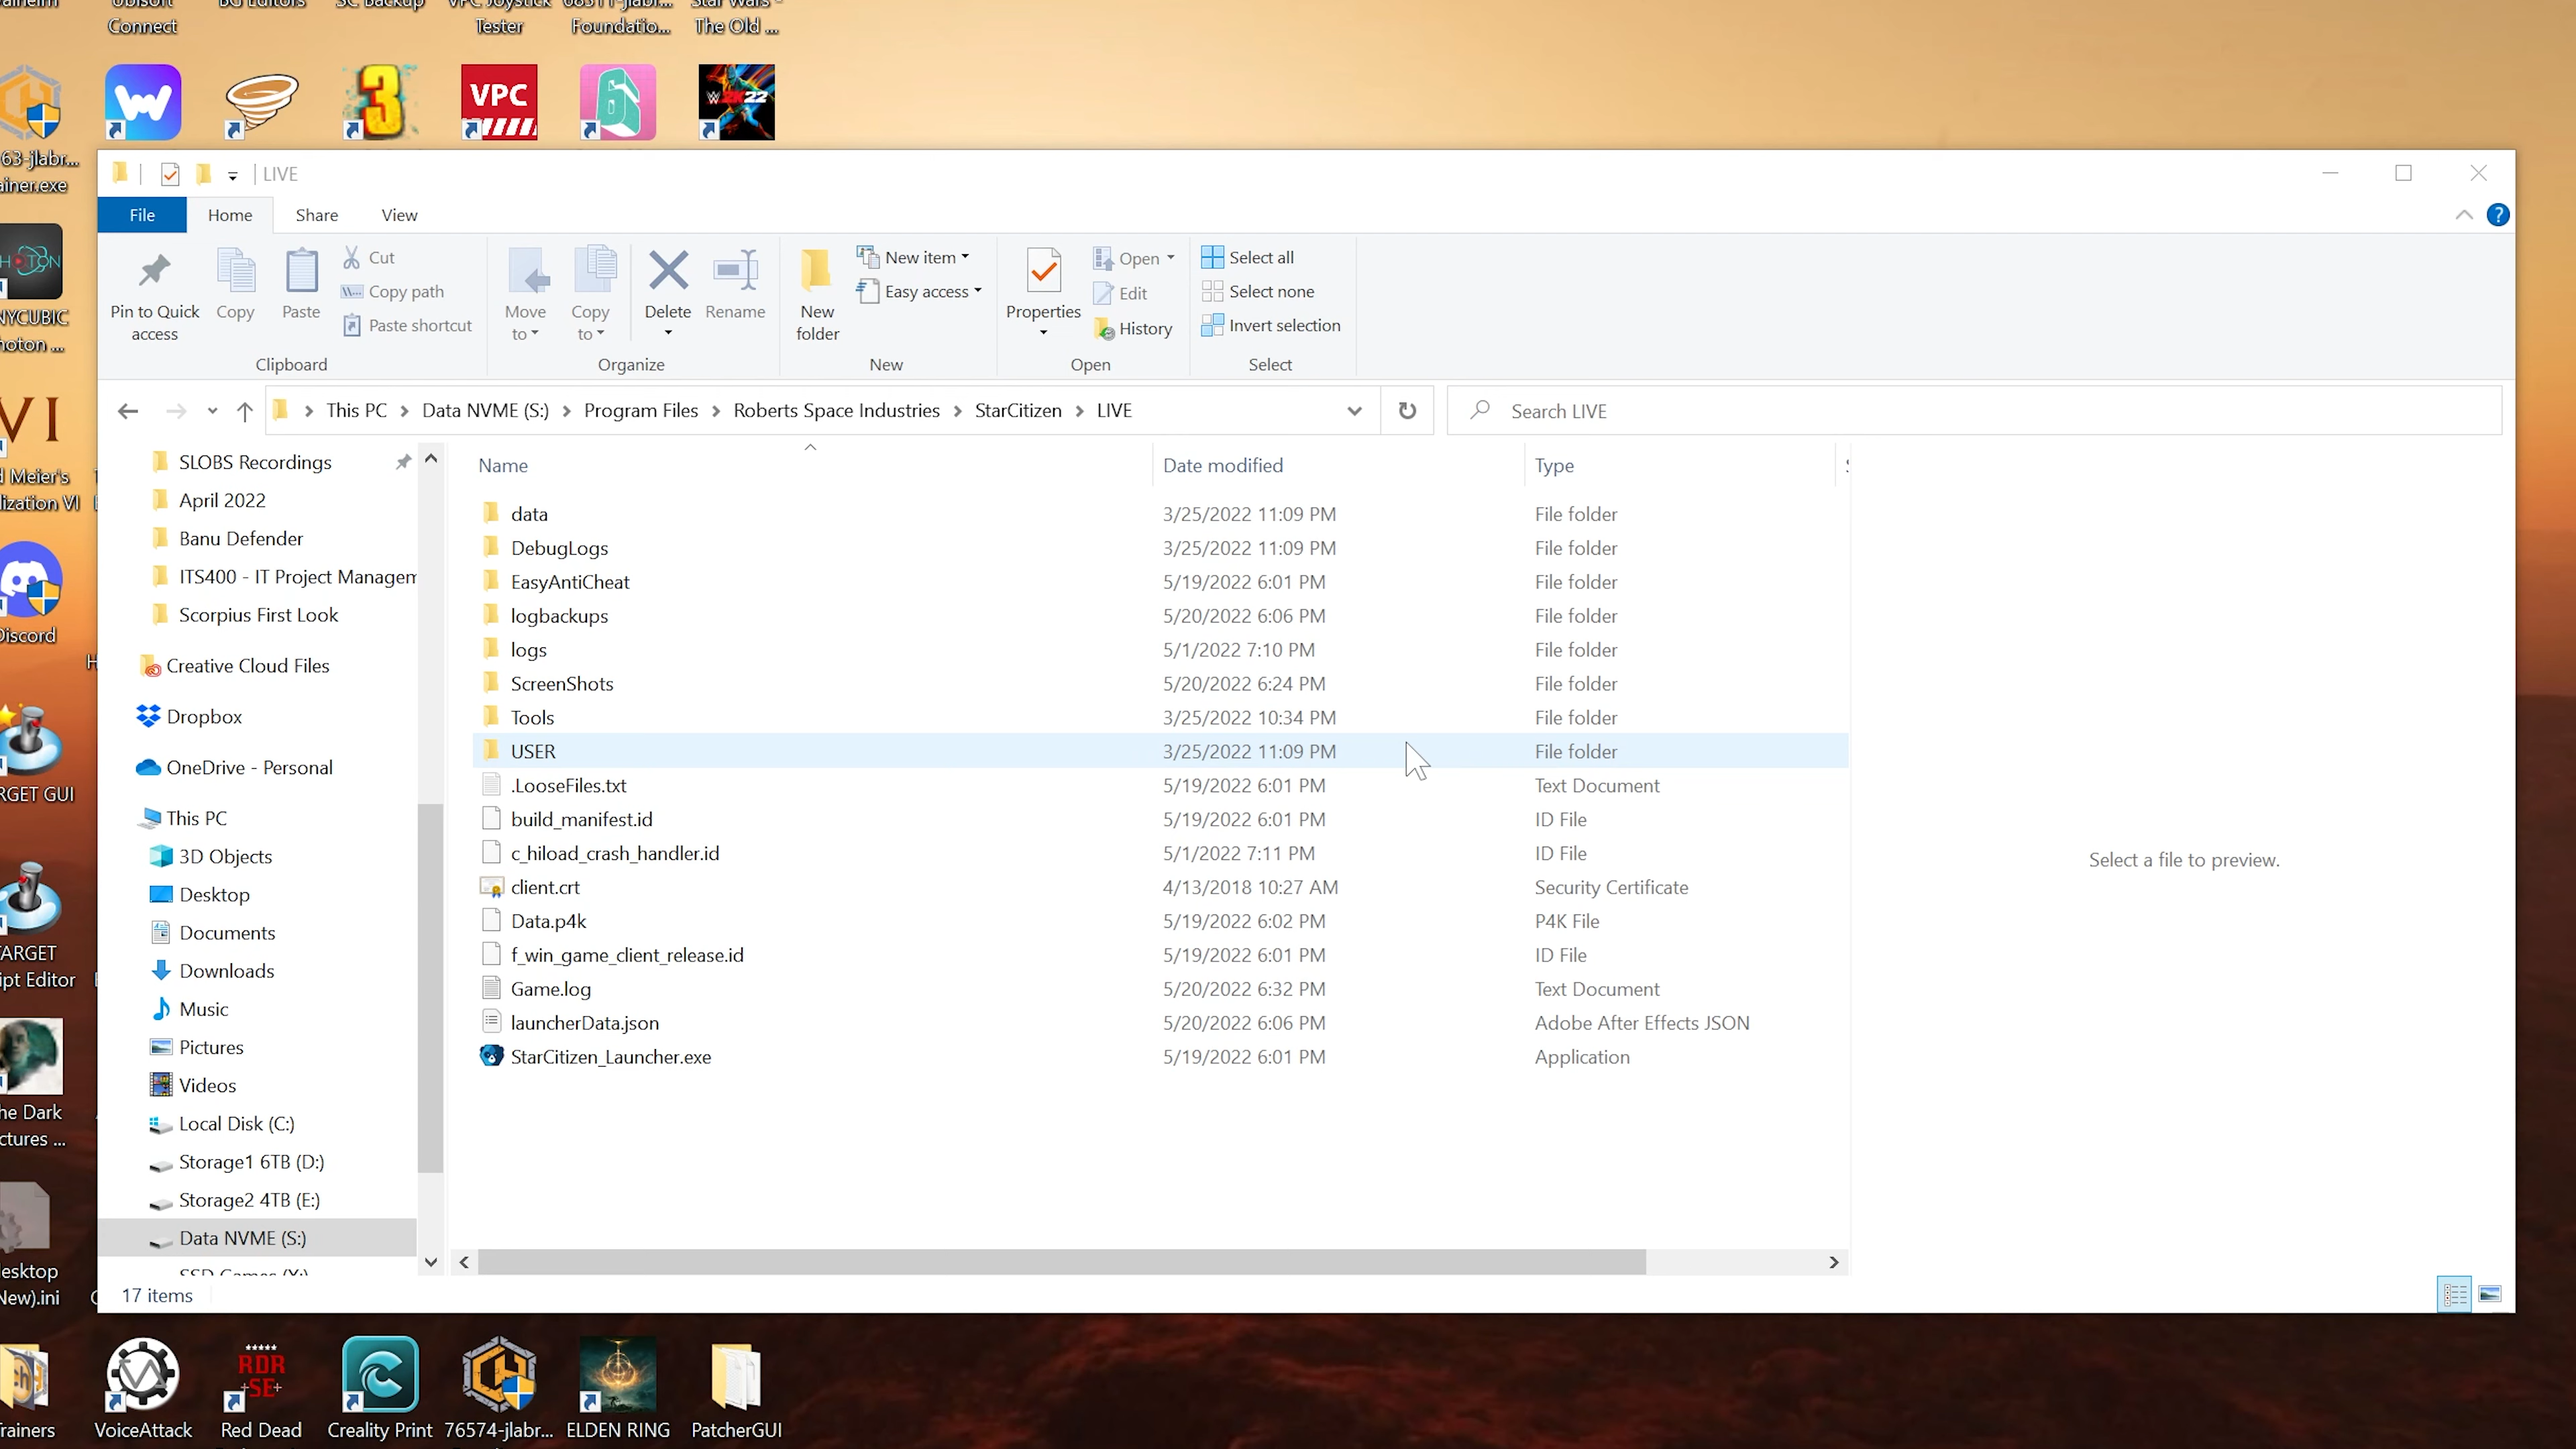 Ubisoft
Connect
BG Editors
SC Backup
VPC Joystick
Tester
Foundatio...
Star Wars -
The Old ...
VPC
3
6
W 2K22
63-jlabr...
ainer.exe
NYCUBIC
hoton ...
VI
d Meier's
lization VI
Discord
RGET GUI
ARGET
ipt Editor
he Dark
ctures ...
esktop
New).ini
LIVE
File
Home
Share
View
Pin to Quick
access
Copy
Paste
Cut
Copy path
Paste shortcut
Clipboard
Move
to
Copy
to
Delete
Rename
Organize
New
folder
New item
Easy access
New
Properties
Open
Edit
History
Open
Select all
Select none
Invert selection
Select
This PC
Data NVME (S:)
Program Files
Roberts Space Industries
StarCitizen
LIVE
Search LIVE
SLOBS Recordings
April 2022
Banu Defender
ITS400 - IT Project Managem
Scorpius First Look
Creative Cloud Files
Dropbox
OneDrive - Personal
This PC
3D Objects
Desktop
Documents
Downloads
Music
Pictures
Videos
Local Disk (C:)
Storage1 6TB (D:)
Storage2 4TB (E:)
Data NVME (S:)
SSD Games (X:)
Name Date modified Type
data 3/25/2022 11:09 PM File folder
DebugLogs 3/25/2022 11:09 PM File folder
EasyAntiCheat 5/19/2022 6:01 PM File folder
logbackups 5/20/2022 6:06 PM File folder
logs 5/1/2022 7:10 PM File folder
ScreenShots 5/20/2022 6:24 PM File folder
Tools 3/25/2022 10:34 PM File folder
USER 3/25/2022 11:09 PM File folder
.LooseFiles.txt 5/19/2022 6:01 PM Text Document
build_manifest.id 5/19/2022 6:01 PM ID File
c_hiload_crash_handler.id 5/1/2022 7:11 PM ID File
client.crt 4/13/2018 10:27 AM Security Certificate
Data.p4k 5/19/2022 6:02 PM P4K File
f_win_game_client_release.id 5/19/2022 6:01 PM ID File
Game.log 5/20/2022 6:32 PM Text Document
launcherData.json 5/20/2022 6:06 PM Adobe After Effects JSON
StarCitizen_Launcher.exe 5/19/2022 6:01 PM Application
Select a file to preview.
17 items
RDR
SE
rainers
VoiceAttack
Red Dead
Creality Print
76574-jlabr...
ELDEN RING
PatcherGUI